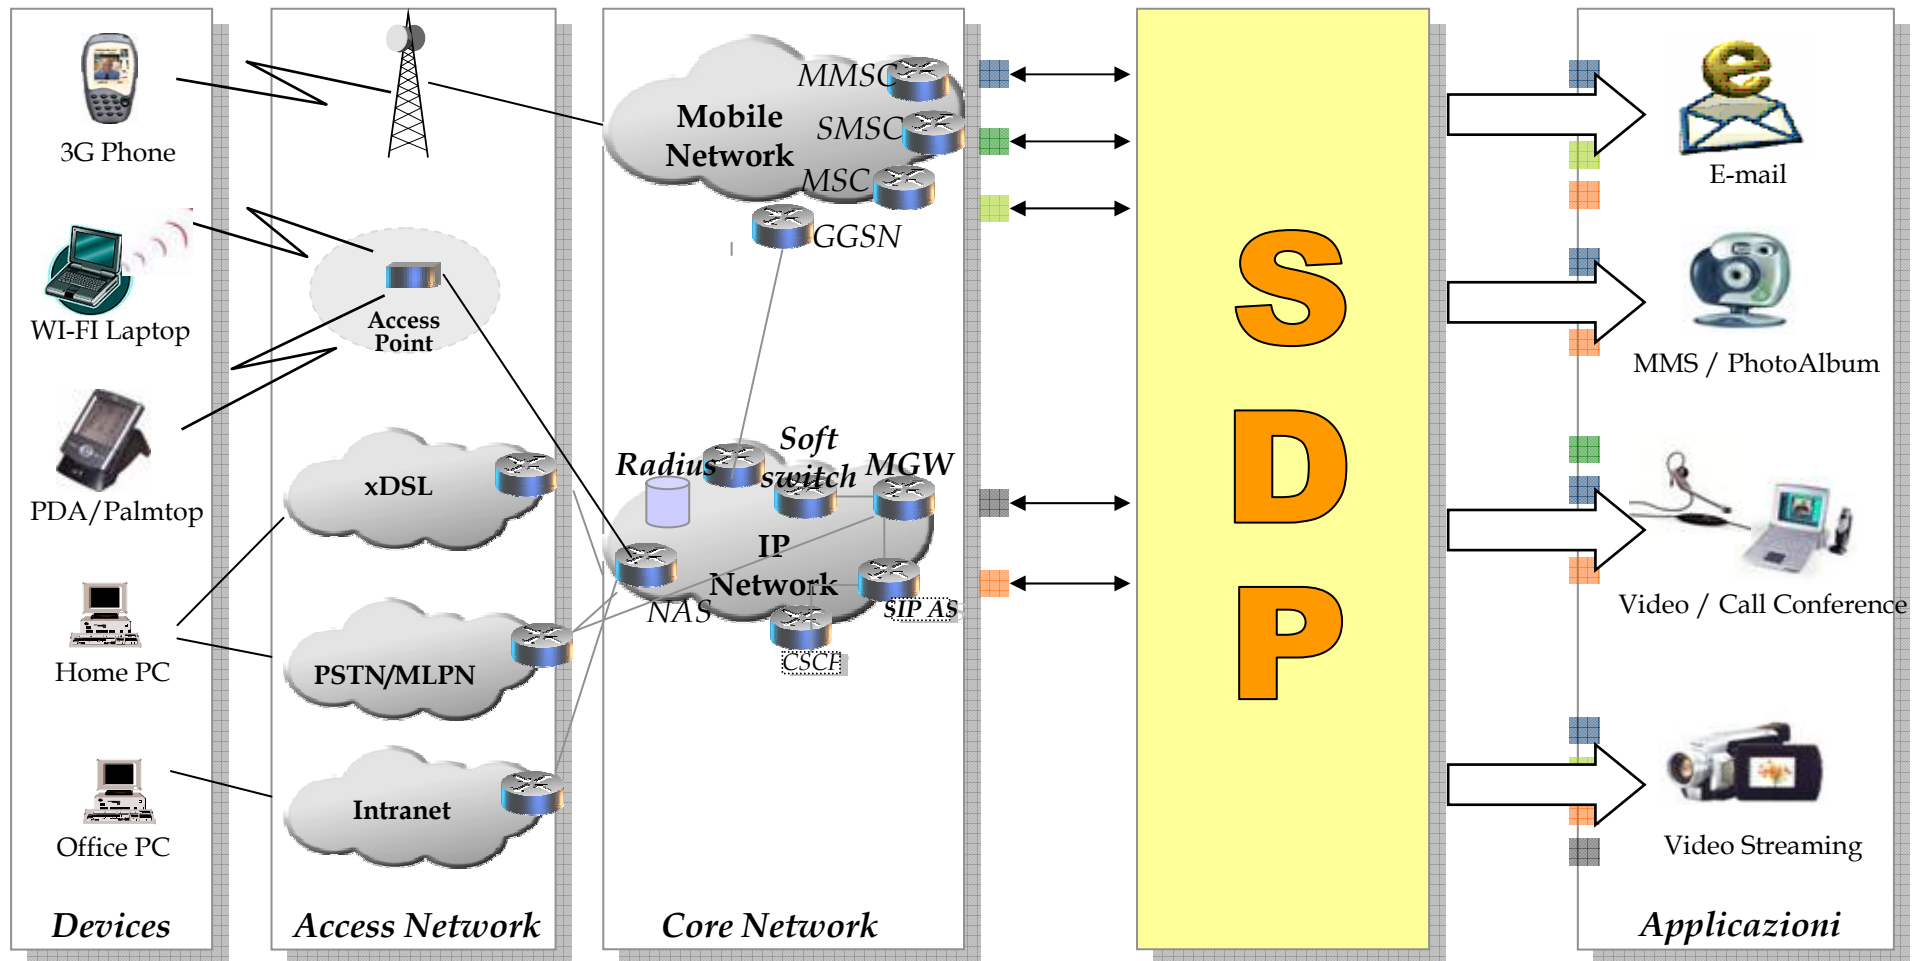 3G Phone
WI-FI Laptop
PDA/Palmtop
Home PC
Office PC
Devices
Access
Point
xDSL
PSTN/MLPN
Intranet
Access Network
MMSC
Mobile
Network
SMSC
MSC
GGSN
Radius
Soft
switch
MGW
IP
Network
NAS
SIP AS
CSCF
Core Network
S
D
P
E-mail
MMS / PhotoAlbum
Video / Call Conference
Video Streaming
Applicazioni